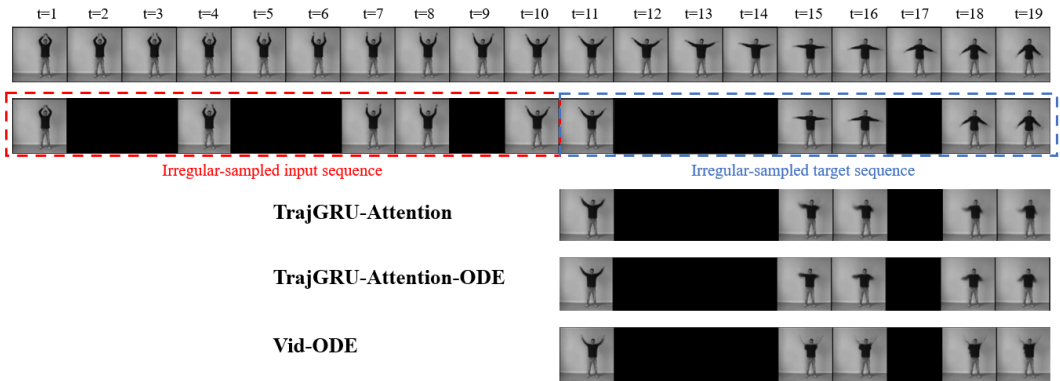 t=1 t=2 t=3 t=4 t=5 t=6 t=7 t=8 t=9 t=10 t=11 t=12 t=13 t=14 t=15 t=16 t=17 t=18 t=19
Irregular-sampled input sequence Irregular-sampled target sequence
TrajGRU-Attention
TrajGRU-Attention-ODE
Vid-ODE